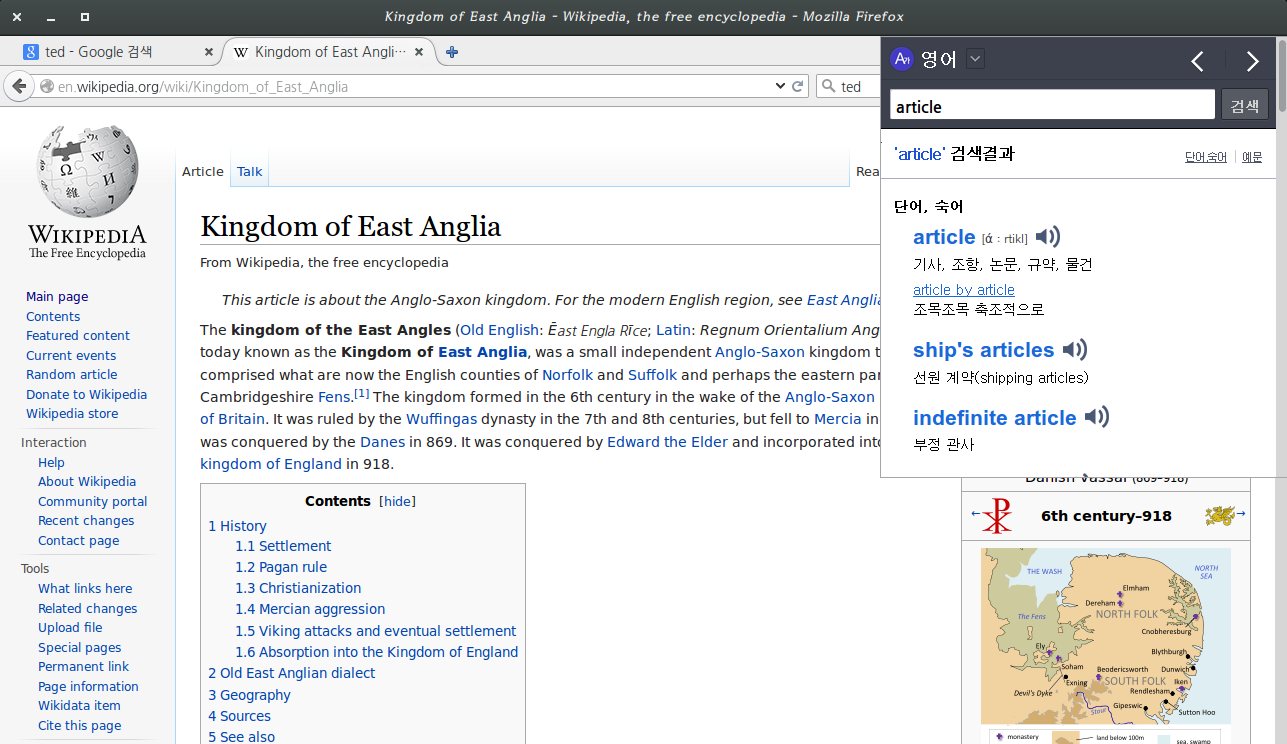 Kingdom of East Anglia - Wikipedia, the free encyclopedia - Mozilla Firefox
ted - Google 검색
Kingdom of East Angli…
en.wikipedia.org/wiki/Kingdom_of_East_Anglia
ted
영어
article
검색
'article' 검색결과
단어,숙어
예문
단어, 숙어
article [ɑ́ːrtikl]
기사, 조항, 논문, 규약, 물건
article by article
조목조목 축조적으로
ship's articles
선원 계약(shipping articles)
indefinite article
부정 관사
WIKIPEDIA
The Free Encyclopedia
Main page
Contents
Featured content
Current events
Random article
Donate to Wikipedia
Wikipedia store
Interaction
Help
About Wikipedia
Community portal
Recent changes
Contact page
Tools
What links here
Related changes
Upload file
Special pages
Permanent link
Page information
Wikidata item
Cite this page
Article
Talk
Rea
Kingdom of East Anglia
From Wikipedia, the free encyclopedia
This article is about the Anglo-Saxon kingdom. For the modern English region, see East Anglia
The kingdom of the East Angles (Old English: Ēast Engla Rīce; Latin: Regnum Orientalium Ang
today known as the Kingdom of East Anglia, was a small independent Anglo-Saxon kingdom t
comprised what are now the English counties of Norfolk and Suffolk and perhaps the eastern par
Cambridgeshire Fens.[1] The kingdom formed in the 6th century in the wake of the Anglo-Saxon
of Britain. It was ruled by the Wuffingas dynasty in the 7th and 8th centuries, but fell to Mercia in
was conquered by the Danes in 869. It was conquered by Edward the Elder and incorporated into
kingdom of England in 918.
Contents [hide]
1 History
1.1 Settlement
1.2 Pagan rule
1.3 Christianization
1.4 Mercian aggression
1.5 Viking attacks and eventual settlement
1.6 Absorption into the Kingdom of England
2 Old East Anglian dialect
3 Geography
4 Sources
5 See also
Danish Vassal (869–918)
← 6th century–918 →
THE WASH
NORTH SEA
Elmham
Dereham
NORTH FOLK
The Fens
Cnobheresburg
Ely
Blythburgh
Soham
Beodericsworth
Dunwich
Exning
SOUTH FOLK
Iken
Devil's Dyke
Rendlesham
Stour
Gipeswic
Sutton Hoo
monastery
land below 100m
sea, swamp